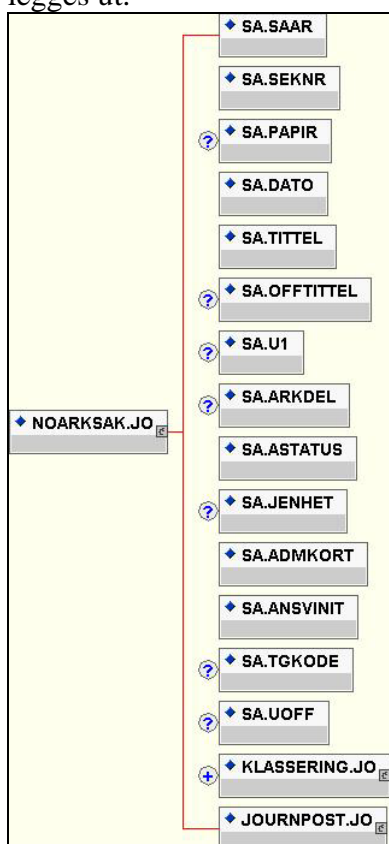 legges ut.
SA.SAAR
SA.SEKNR
? SA.PAPIR
SA.DATO
SA.TITTEL
? SA.OFFTITTEL
? SA.U1
? SA.ARKDEL
NOARKSAK.JO
SA.ASTATUS
? SA.JENHET
SA.ADMKORT
SA.ANSVINIT
? SA.TGKODE
? SA.UOFF
+ KLASSERING.JO
JOURNPOST.JO